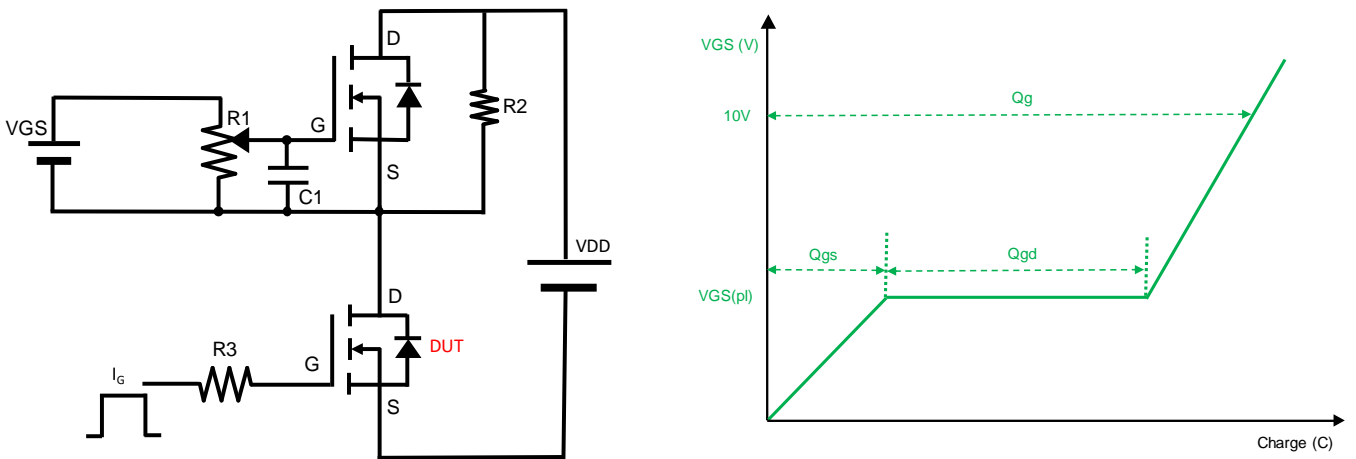 D
R1
VGS
G
R2
C1
S
VDD
D
DUT
R3
G
IG
S
VGS (V)
Qg
10V
Qgs
Qgd
VGS(pl)
Charge (C)